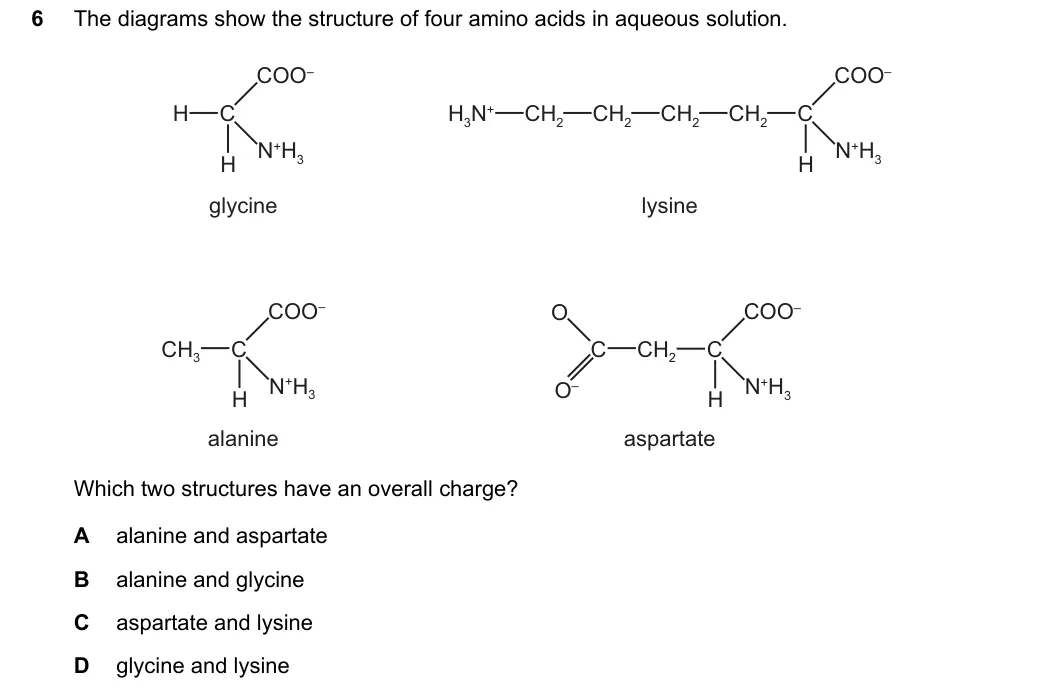 6 The diagrams show the structure of four amino acids in aqueous solution.
COO⁻
H—C
H
N⁺H₃
glycine
COO⁻
H₃N⁺—CH₂—CH₂—CH₂—CH₂—C
H
N⁺H₃
lysine
COO⁻
CH₃—C
H
N⁺H₃
alanine
O
COO⁻
C—CH₂—C
O⁻
H
N⁺H₃
aspartate
Which two structures have an overall charge?
A alanine and aspartate
B alanine and glycine
C aspartate and lysine
D glycine and lysine